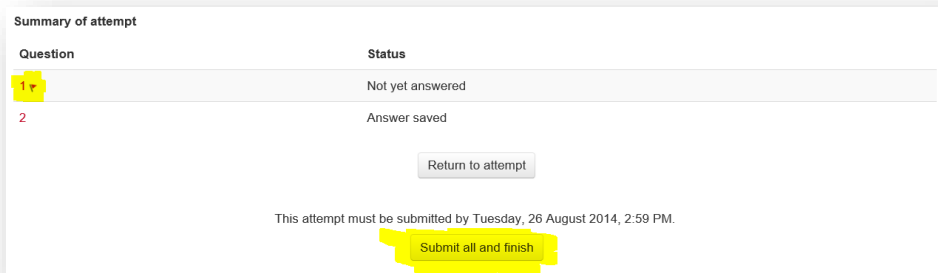 Summary of attempt
Question Status
1 Not yet answered
2 Answer saved
Return to attempt
This attempt must be submitted by Tuesday, 26 August 2014, 2:59 PM.
Submit all and finish